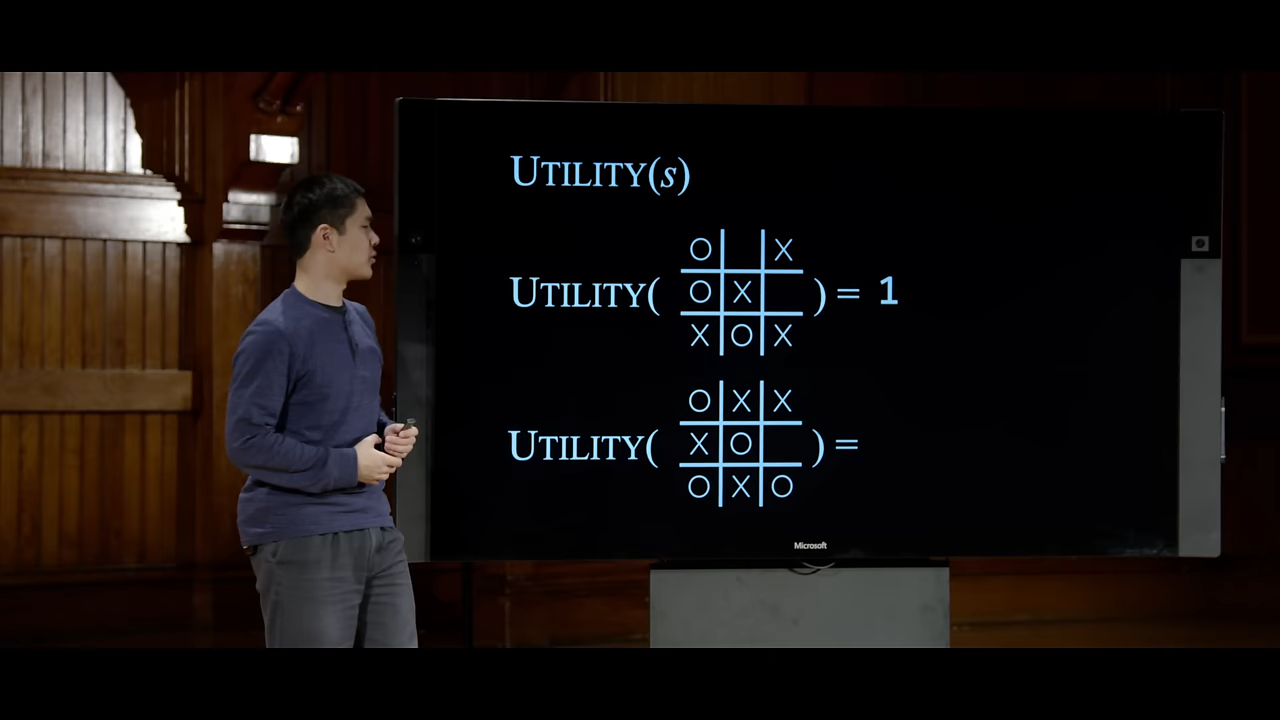 UTILITY(s)
O X
UTILITY( O X ) = 1
X O X
O X X
UTILITY( X O ) =
O X O
Microsoft